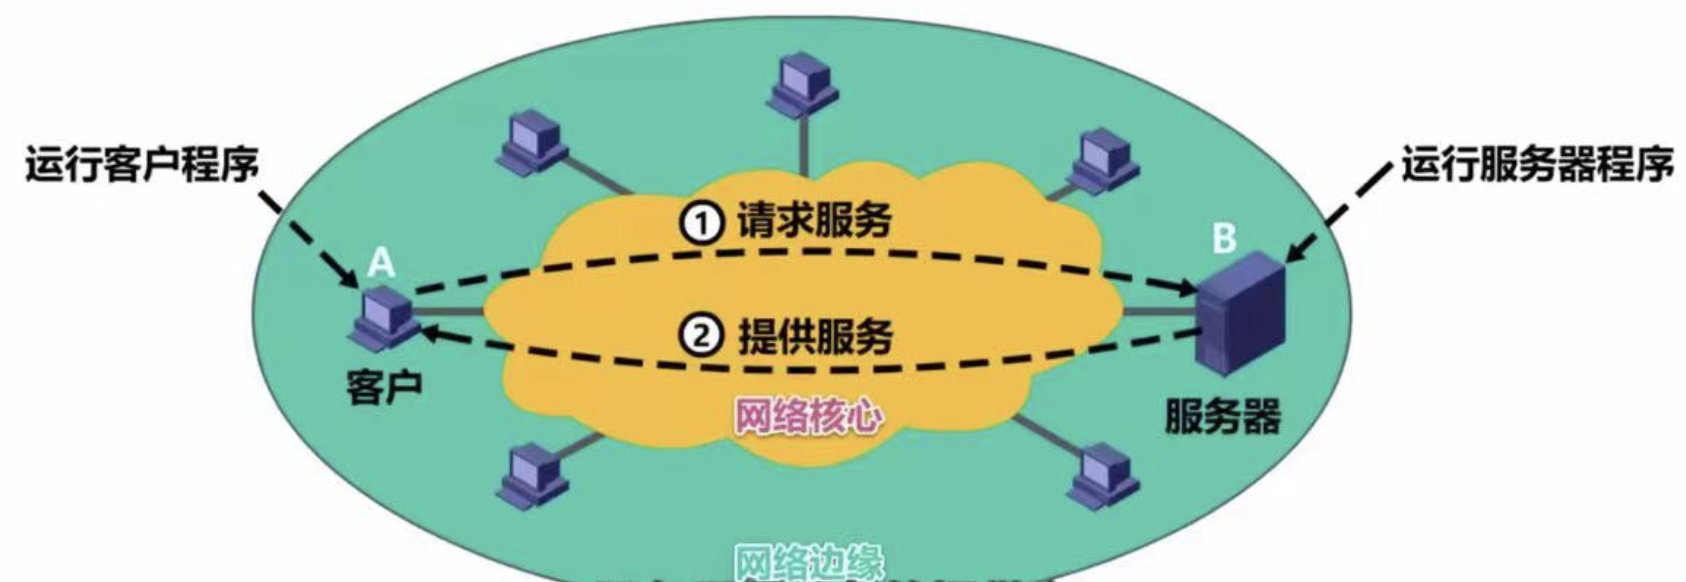 运行客户程序
运行服务器程序
① 请求服务
A
B
② 提供服务
客户
服务器
网络核心
网络边缘